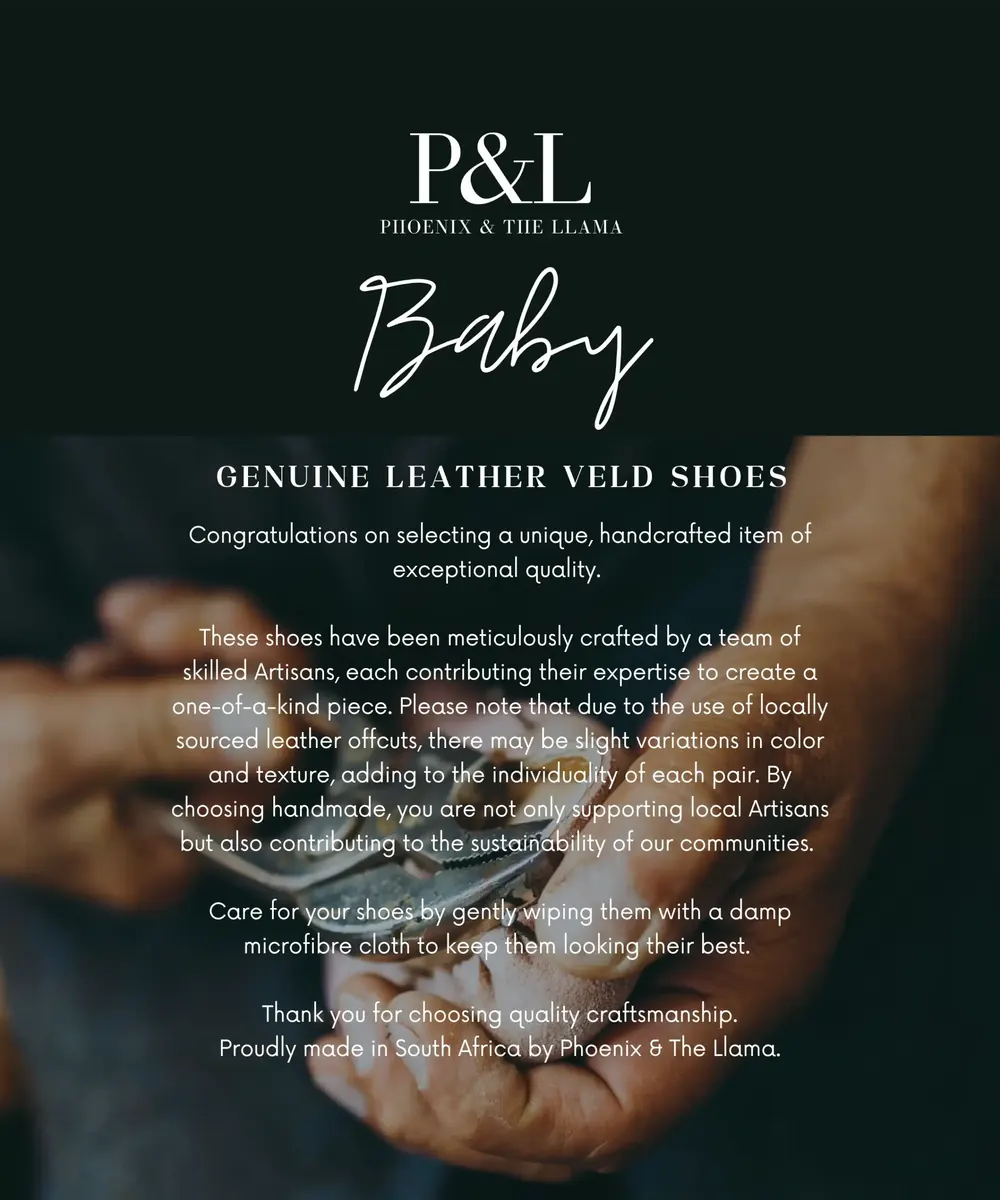 P&L
PHOENIX & THE LLAMA
Baby
GENUINE LEATHER VELD SHOES
Congratulations on selecting a unique, handcrafted item of
exceptional quality.
These shoes have been meticulously crafted by a team of
skilled Artisans, each contributing their expertise to create a
one-of-a-kind piece. Please note that due to the use of locally
sourced leather offcuts, there may be slight variations in color
and texture, adding to the individuality of each pair. By
choosing handmade, you are not only supporting local Artisans
but also contributing to the sustainability of our communities.
Care for your shoes by gently wiping them with a damp
microfibre cloth to keep them looking their best.
Thank you for choosing quality craftsmanship.
Proudly made in South Africa by Phoenix & The Llama.